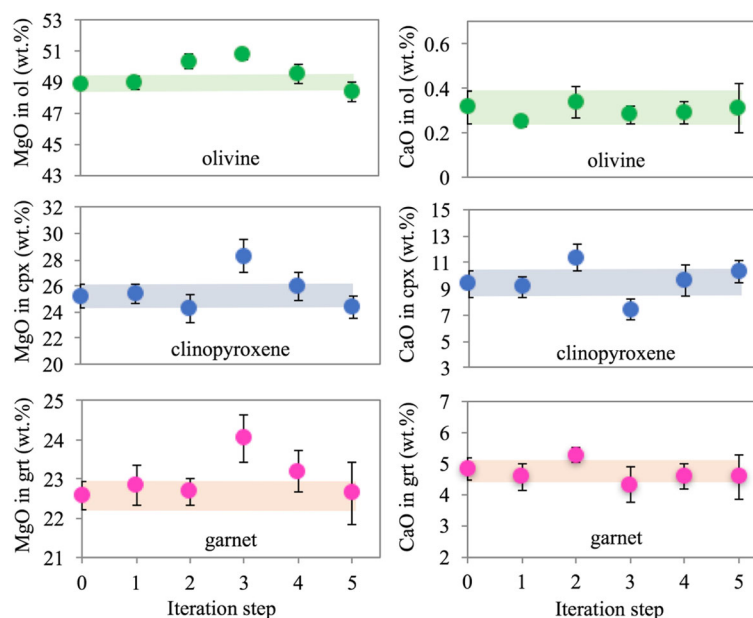 MgO in ol (wt.%)
53
51
49
47
45
43
olivine
CaO in ol (wt.%)
0.6
0.4
0.2
0
olivine
MgO in cpx (wt.%)
32
30
28
26
24
22
20
clinopyroxene
CaO in cpx (wt.%)
15
13
11
9
7
5
3
clinopyroxene
MgO in grt (wt.%)
25
24
23
22
21
garnet
0 1 2 3 4 5
Iteration step
CaO in grt (wt.%)
7
6
5
4
3
2
garnet
0 1 2 3 4 5
Iteration step